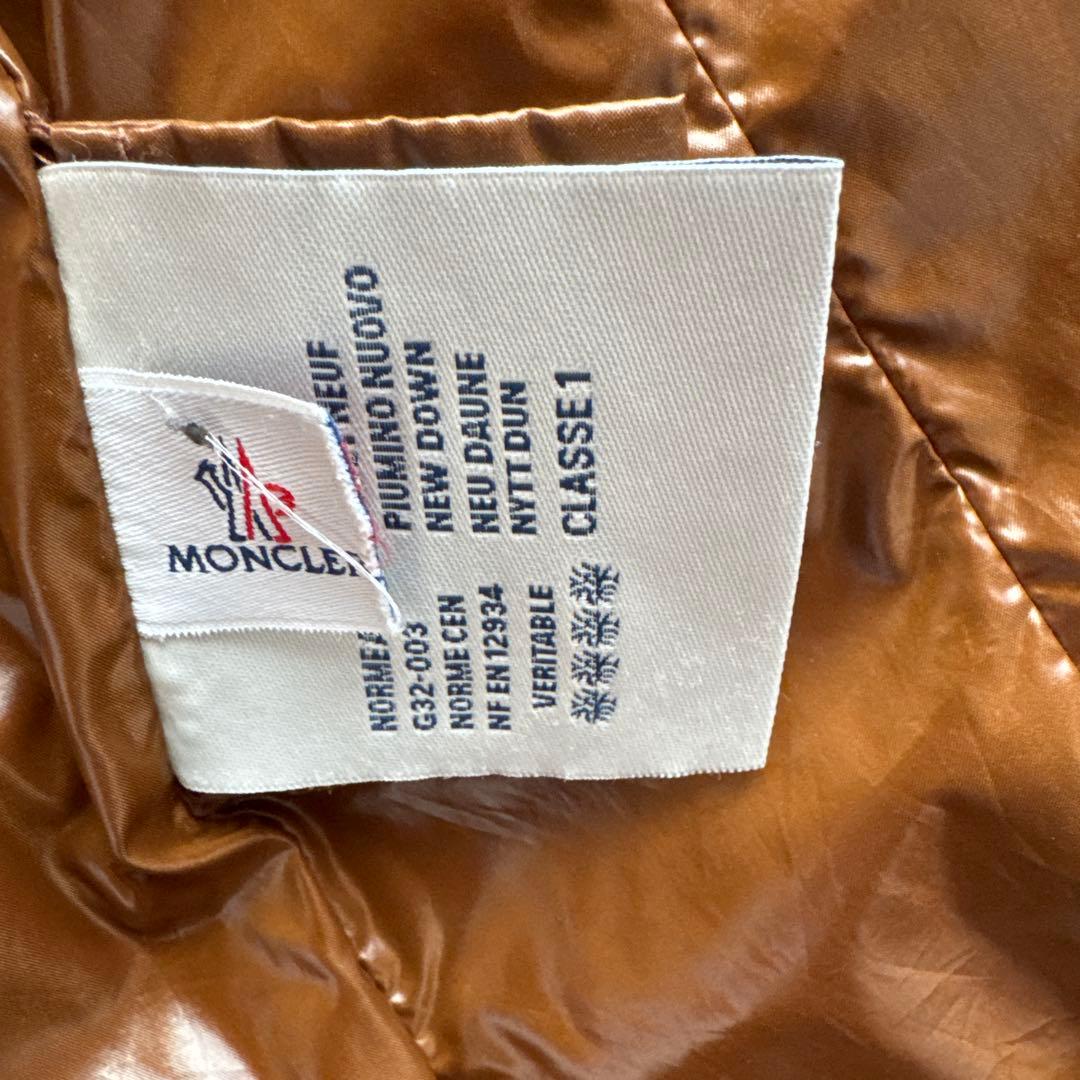 MONCLER
NORME
G32-003
NORME CEN
NF EN 12934
VERITABLE
NEUF
PIUMINO NUOVO
NEW DOWN
NEU DAUNE
NYTT DUN
CLASSE 1